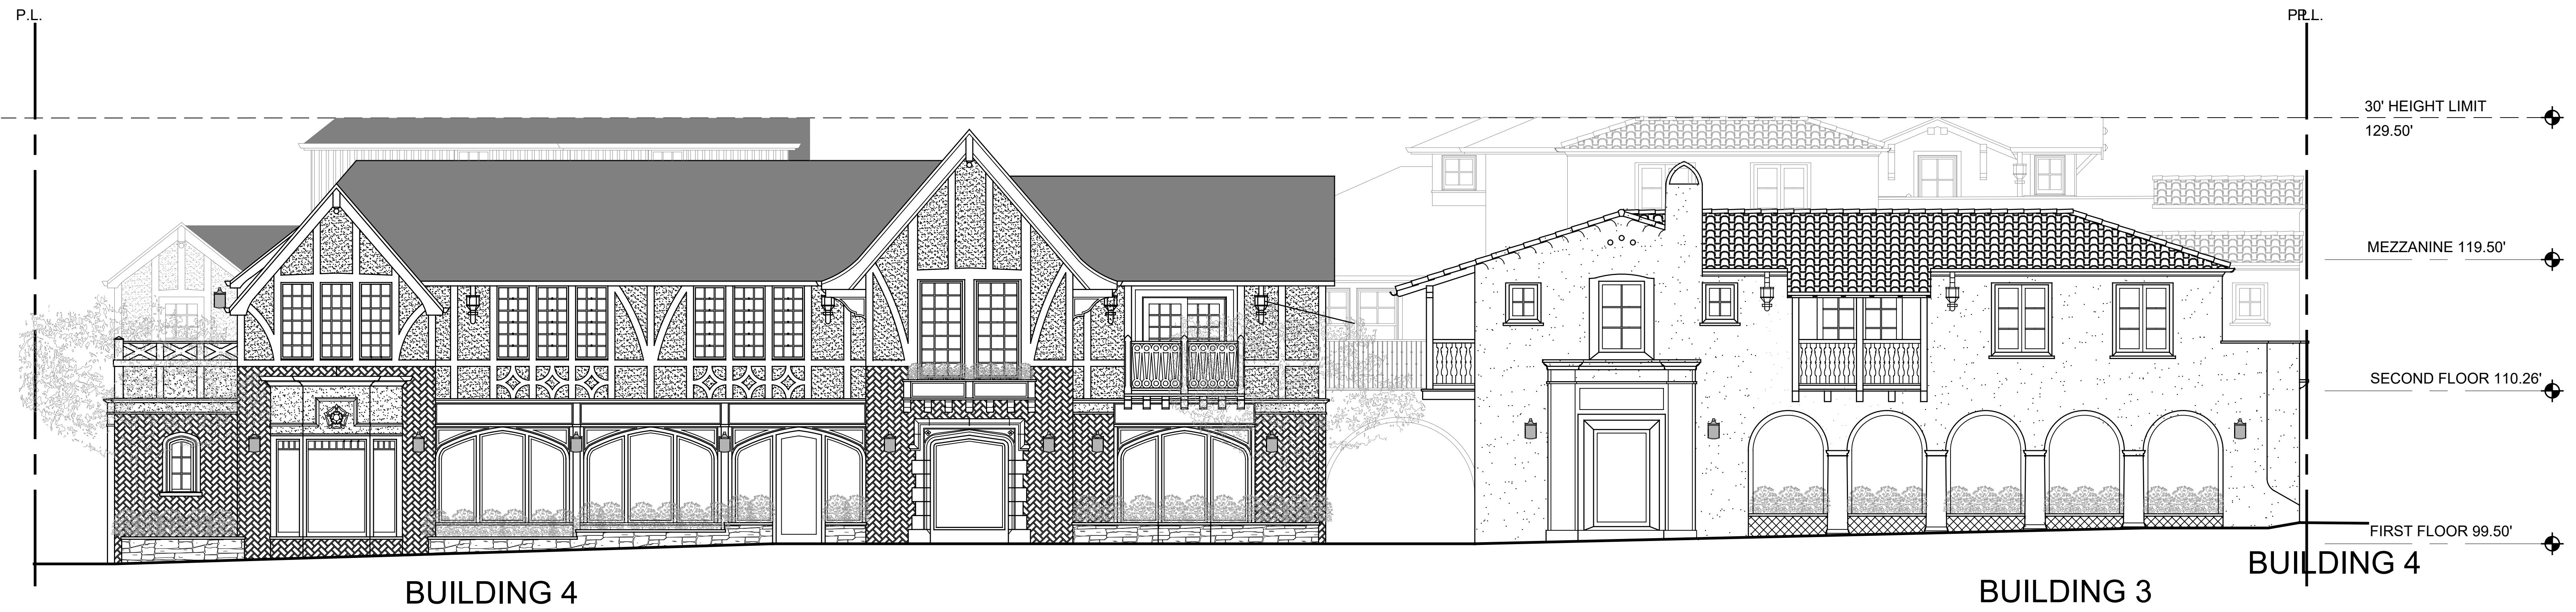 P.L.
P.L.
P.L.
30' HEIGHT LIMIT
129.50'
MEZZANINE 119.50'
SECOND FLOOR 110.26'
FIRST FLOOR 99.50'
BUILDING 4
BUILDING 4
BUILDING 3